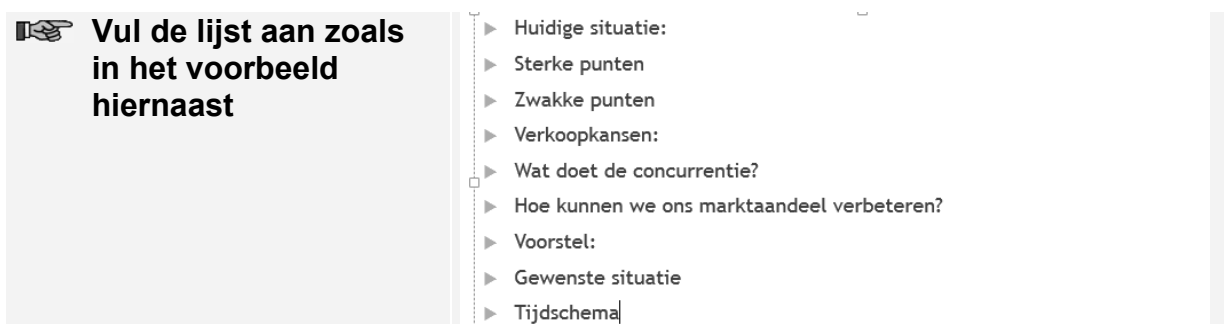 Vul de lijst aan zoals
in het voorbeeld
hiernaast
Huidige situatie:
Sterke punten
Zwakke punten
Verkoopkansen:
Wat doet de concurrentie?
Hoe kunnen we ons marktaandeel verbeteren?
Voorstel:
Gewenste situatie
Tijdschema